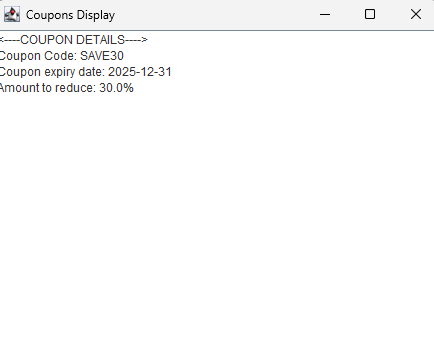 Coupons Display
<----COUPON DETAILS---->
Coupon Code: SAVE30
Coupon expiry date: 2025-12-31
Amount to reduce: 30.0%